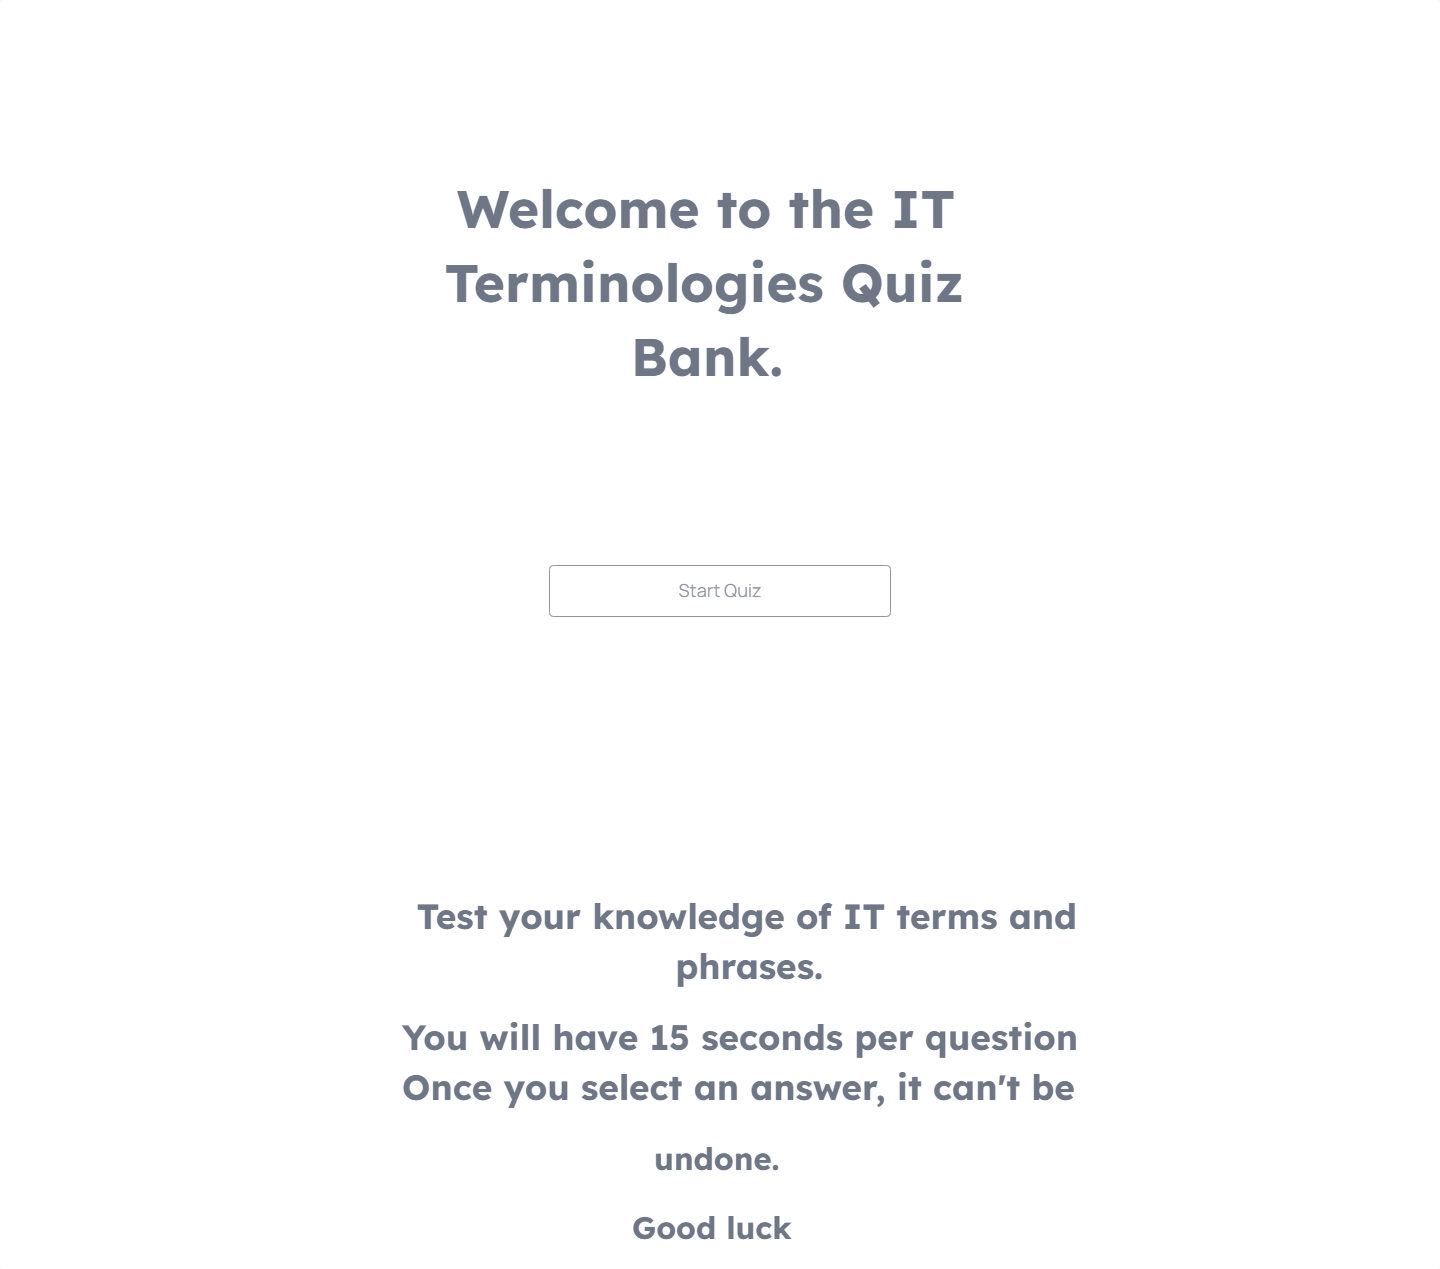 Welcome to the IT
Terminologies Quiz
Bank.
Start Quiz
Test your knowledge of IT terms and
phrases.
You will have 15 seconds per question
Once you select an answer, it can't be
undone.
Good luck